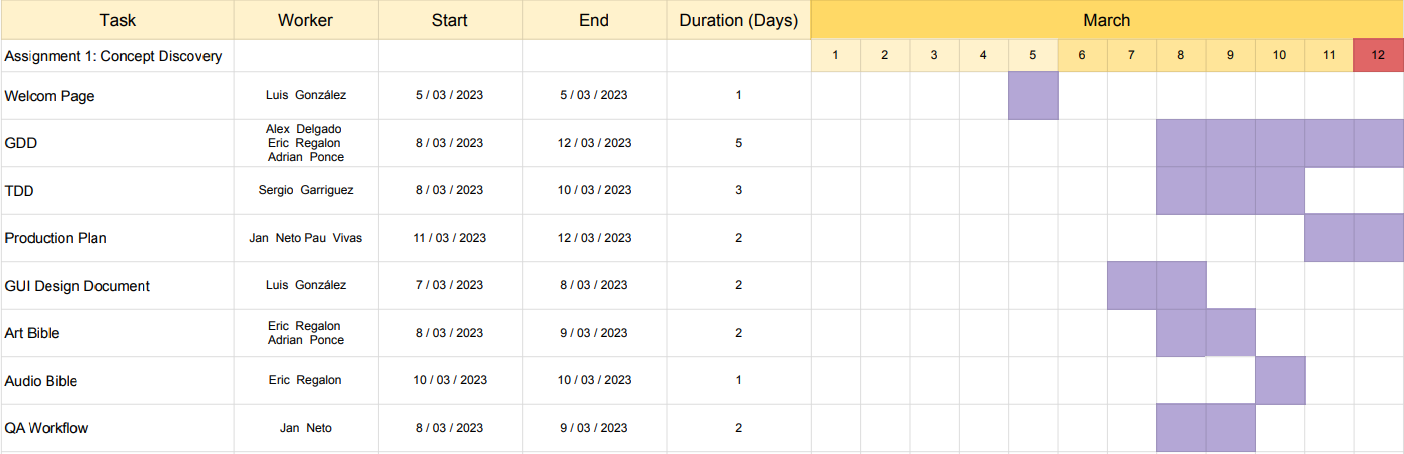 Task Worker Start End Duration (Days) March
Assignment 1: Concept Discovery 1 2 3 4 5 6 7 8 9 10 11 12
Welcom Page Luis González 5 / 03 / 2023 5 / 03 / 2023 1
GDD Alex Delgado
Eric Regalon
Adrian Ponce
8 / 03 / 2023 12 / 03 / 2023 5
TDD Sergio Garriguez 8 / 03 / 2023 10 / 03 / 2023 3
Production Plan Jan Neto Pau Vivas 11 / 03 / 2023 12 / 03 / 2023 2
GUI Design Document Luis González 7 / 03 / 2023 8 / 03 / 2023 2
Art Bible Eric Regalon
Adrian Ponce
8 / 03 / 2023 9 / 03 / 2023 2
Audio Bible Eric Regalon 10 / 03 / 2023 10 / 03 / 2023 1
QA Workflow Jan Neto 8 / 03 / 2023 9 / 03 / 2023 2